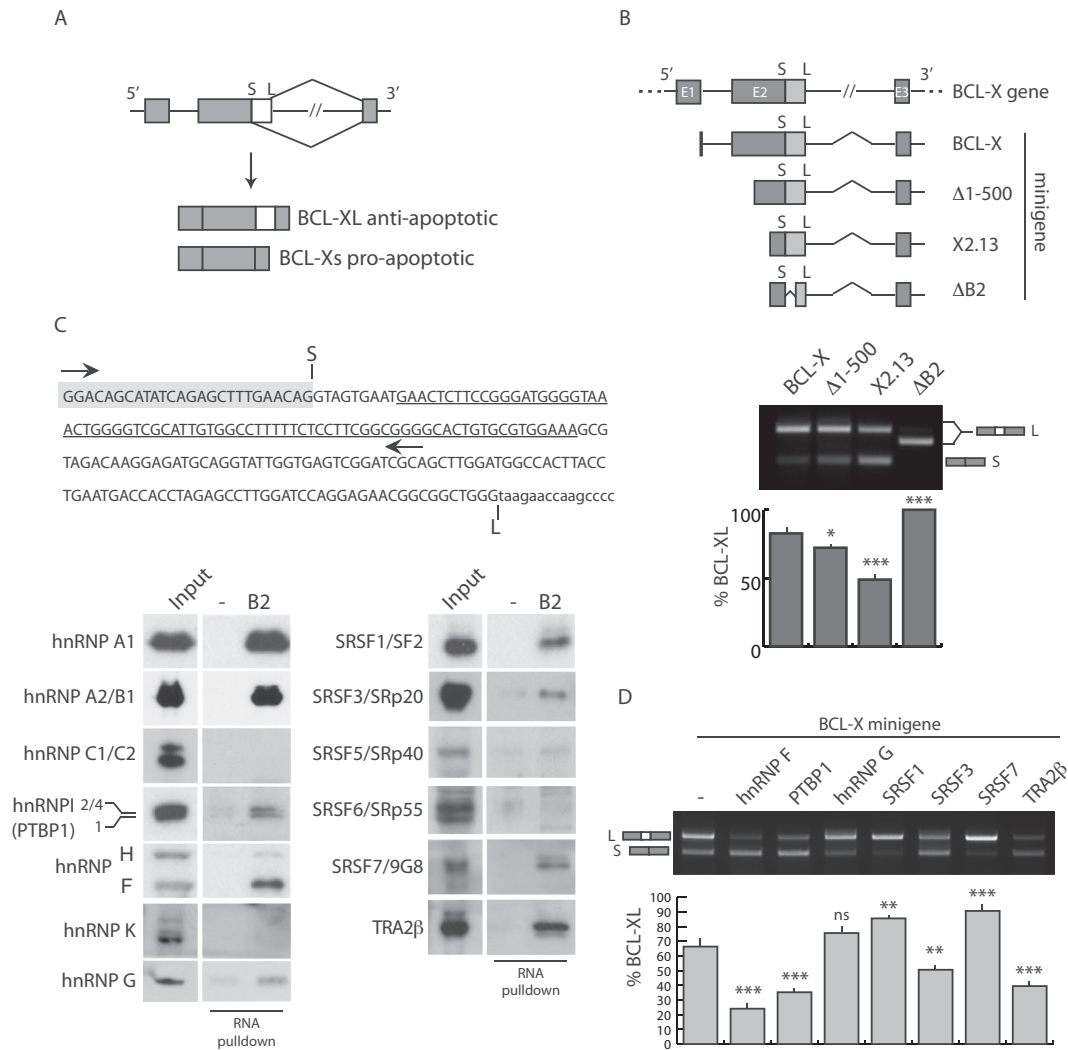 A
5′
S
L
//
3′
BCL-XL anti-apoptotic
BCL-Xs pro-apoptotic
B
5′
S
L
3′
E1
E2
//
E3
BCL-X gene
S
L
BCL-X
S
L
Δ1-500
S
L
X2.13
S
L
ΔB2
minigene
BCL-X
Δ1-500
X2.13
ΔB2
L
S
100
50
0
% BCL-XL
*
***
***
C
S
GGACAGCATATCAGAGCTTTGAACAGGTAGTGAATGAACTCTTCCGGGATGGGGTAA
ACTGGGGTCGCATTGTGGCCTTTTTCTCCTTCGGCGGGGCACTGTGCGTGGAAAGCG
TAGACAAGGAGATGCAGGTATTGGTGAGTCGGATCGCAGCTTGGATGGCCACTTACC
TGAATGACCACCTAGAGCCTTGGATCCAGGAGAACGGCGGCTGGGtaagaaccaagcccc
L
Input
-
B2
hnRNP A1
hnRNP A2/B1
hnRNP C1/C2
hnRNPI 2/4
(PTBP1) 1
hnRNP H
F
hnRNP K
hnRNP G
RNA
pulldown
Input
-
B2
SRSF1/SF2
SRSF3/SRp20
SRSF5/SRp40
SRSF6/SRp55
SRSF7/9G8
TRA2β
RNA
pulldown
D
BCL-X minigene
-
hnRNP F
PTBP1
hnRNP G
SRSF1
SRSF3
SRSF7
TRA2β
L
S
% BCL-XL
100
90
80
70
60
50
40
30
20
10
0
***
***
ns
**
**
***
***